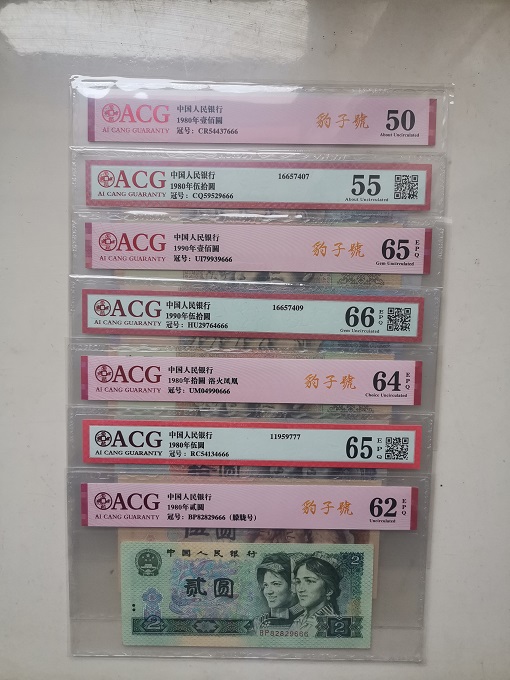 ACG
AI CANG GUARANTY
中国人民银行
1980年壹佰圆
冠号：CR54437666
豹子號
50
About Uncirculated
ACG
AI CANG GUARANTY
中国人民银行
1980年伍拾圆
冠号：CQ59529666
16657407
55
About Uncirculated
ACG
AI CANG GUARANTY
中国人民银行
1990年壹佰圆
冠号：UI79939666
豹子號
65 EPQ
Gem Uncirculated
ACG
AI CANG GUARANTY
中国人民银行
1990年伍拾圆
冠号：HU29764666
16657409
66 EPQ
Gem Uncirculated
ACG
AI CANG GUARANTY
中国人民银行
1980年拾圆 浴火凤凰
冠号：UM04990666
豹子號
64 EPQ
Choice Uncirculated
ACG
AI CANG GUARANTY
中国人民银行
1980年伍圆
冠号：RC54134666
11959777
65 EPQ
ACG
AI CANG GUARANTY
中国人民银行
1980年贰圆
冠号：BP82829666（朦胧号）
豹子號
62 EPQ
Uncirculated
伍圆
中国人民银行
贰圆
2
BP82829666
2
2